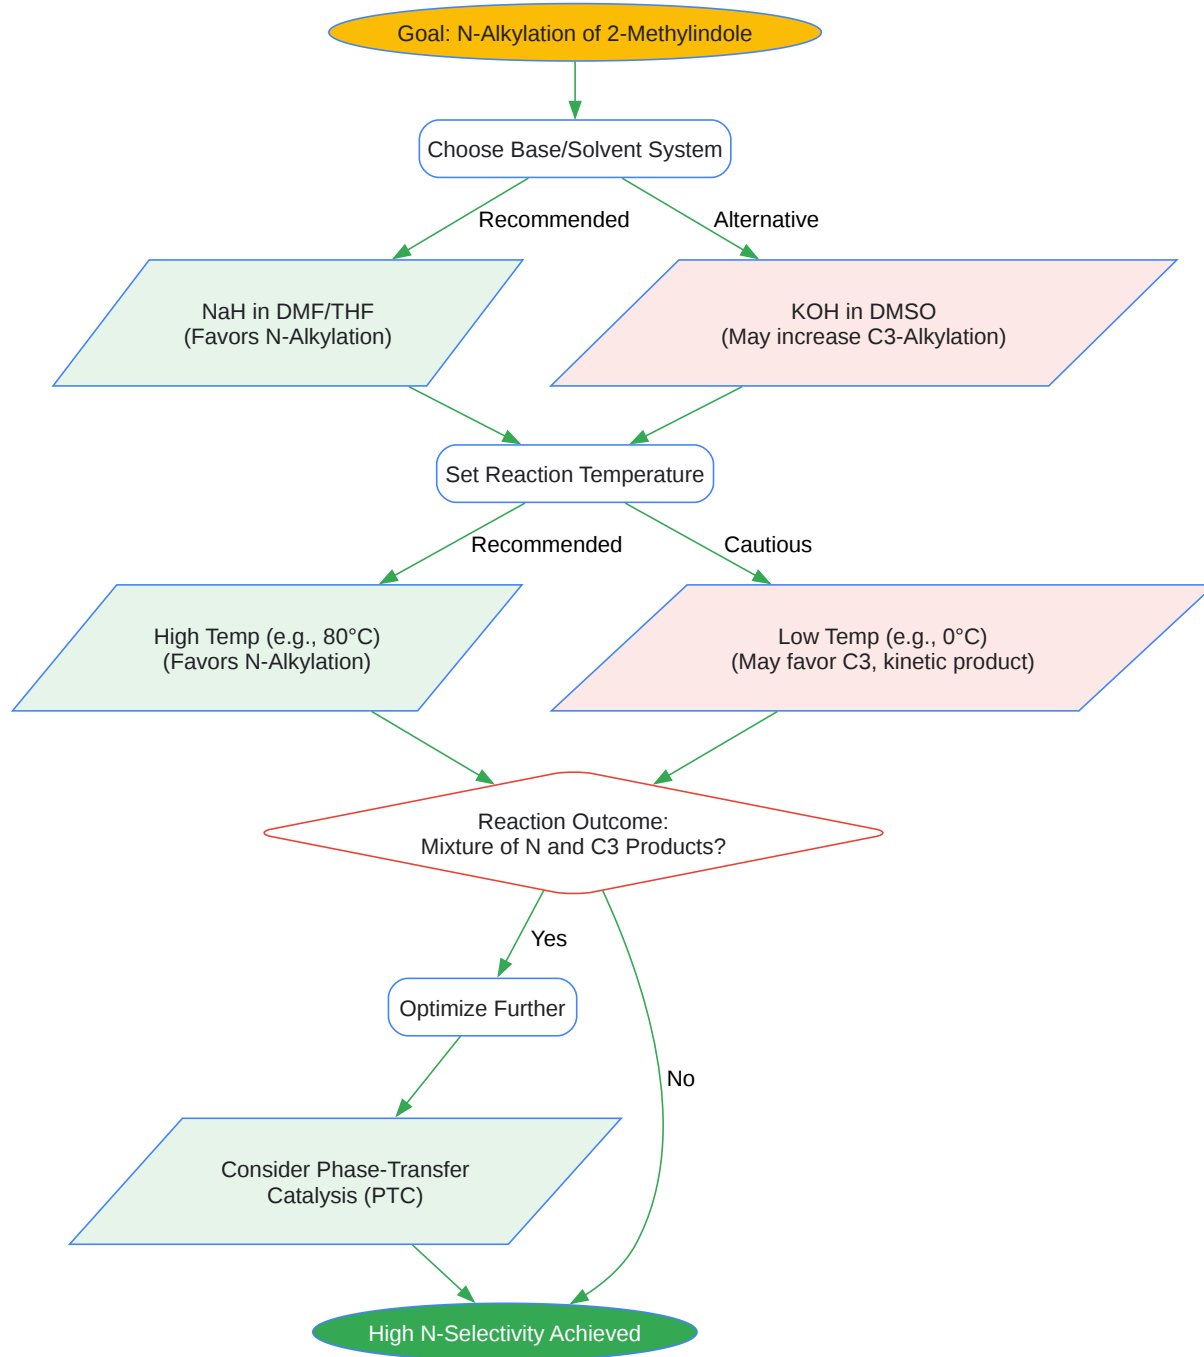 Goal: N-Alkylation of 2-Methylindole
Choose Base/Solvent System
Recommended
Alternative
NaH in DMF/THF
(Favors N-Alkylation)
KOH in DMSO
(May increase C3-Alkylation)
Set Reaction Temperature
Recommended
Cautious
High Temp (e.g., 80°C)
(Favors N-Alkylation)
Low Temp (e.g., 0°C)
(May favor C3, kinetic product)
Reaction Outcome:
Mixture of N and C3 Products?
Yes
Optimize Further
No
Consider Phase-Transfer
Catalysis (PTC)
High N-Selectivity Achieved